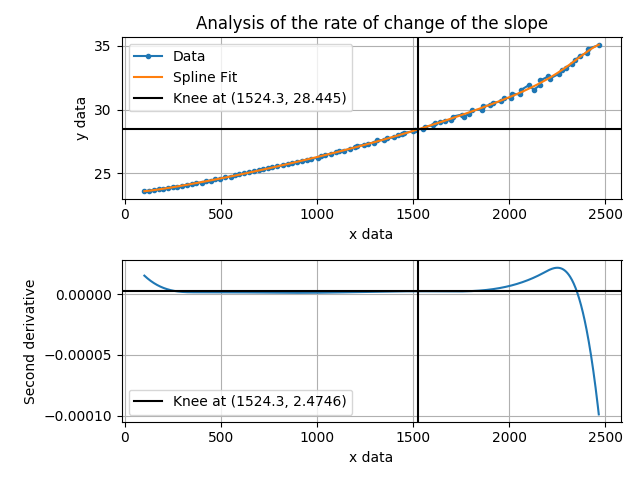 Analysis of the rate of change of the slope
35
30
25
y data
Data
Spline Fit
Knee at (1524.3, 28.445)
0 500 1000 1500 2000 2500
x data
0.00000
−0.00005
−0.00010
Second derivative
Knee at (1524.3, 2.4746)
0 500 1000 1500 2000 2500
x data